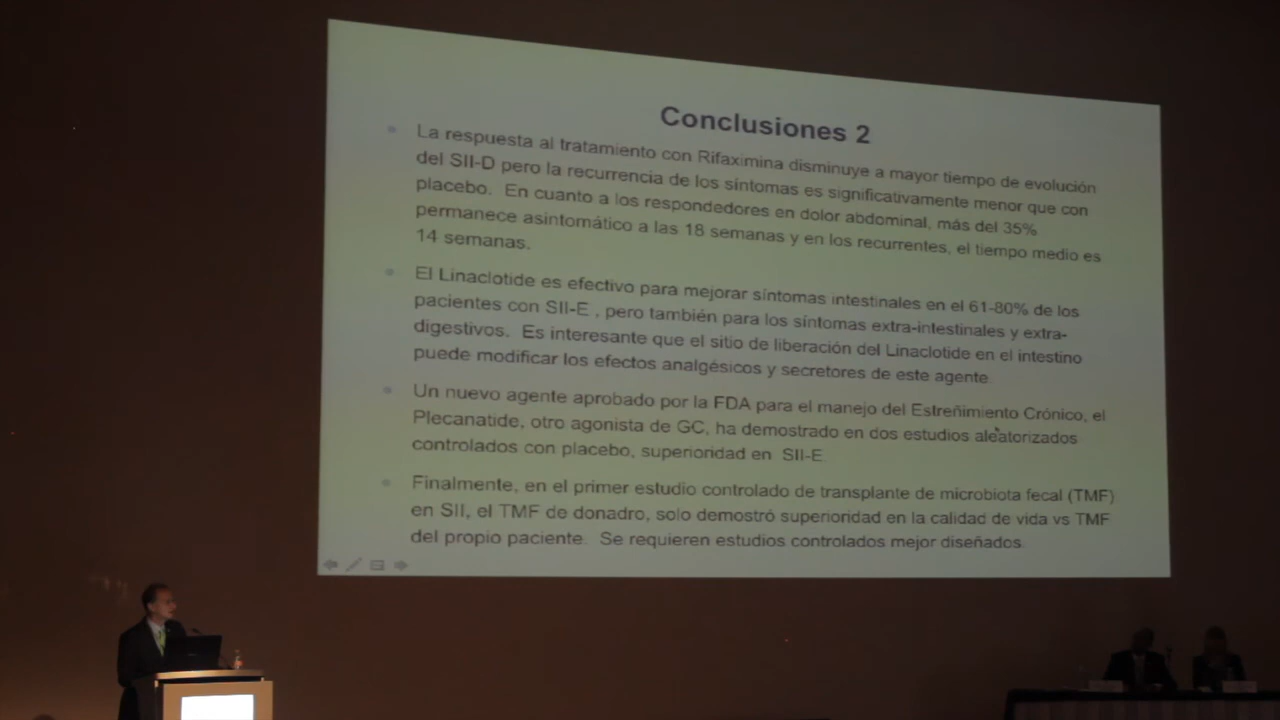 Conclusiones 2
La respuesta al tratamiento con Rifaximina disminuye a mayor tiempo de evolución
del SII-D pero la recurrencia de los síntomas es significativamente menor que con
placebo. En cuanto a los respondedores en dolor abdominal, más del 35%
permanece asintomático a las 18 semanas y en los recurrentes, el tiempo medio es
14 semanas.
El Linaclotide es efectivo para mejorar síntomas intestinales en el 61-80% de los
pacientes con SII-E , pero también para los síntomas extra-intestinales y extra-
digestivos. Es interesante que el sitio de liberación del Linaclotide en el intestino
puede modificar los efectos analgésicos y secretores de este agente.
Un nuevo agente aprobado por la FDA para el manejo del Estreñimiento Crónico, el
Plecanatide, otro agonista de GC, ha demostrado en dos estudios aleatorizados
controlados con placebo, superioridad en SII-E.
Finalmente, en el primer estudio controlado de transplante de microbiota fecal (TMF)
en SII, el TMF de donadro, solo demostró superioridad en la calidad de vida vs TMF
del propio paciente. Se requieren estudios controlados mejor diseñados.